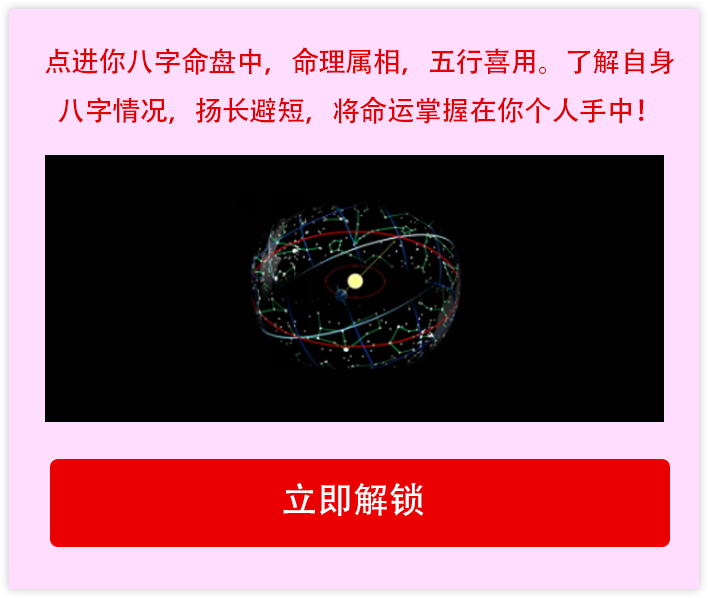 点进你八字命盘中，命理属相，五行喜用。了解自身
八字情况，扬长避短，将命运掌握在你个人手中！
立即解锁